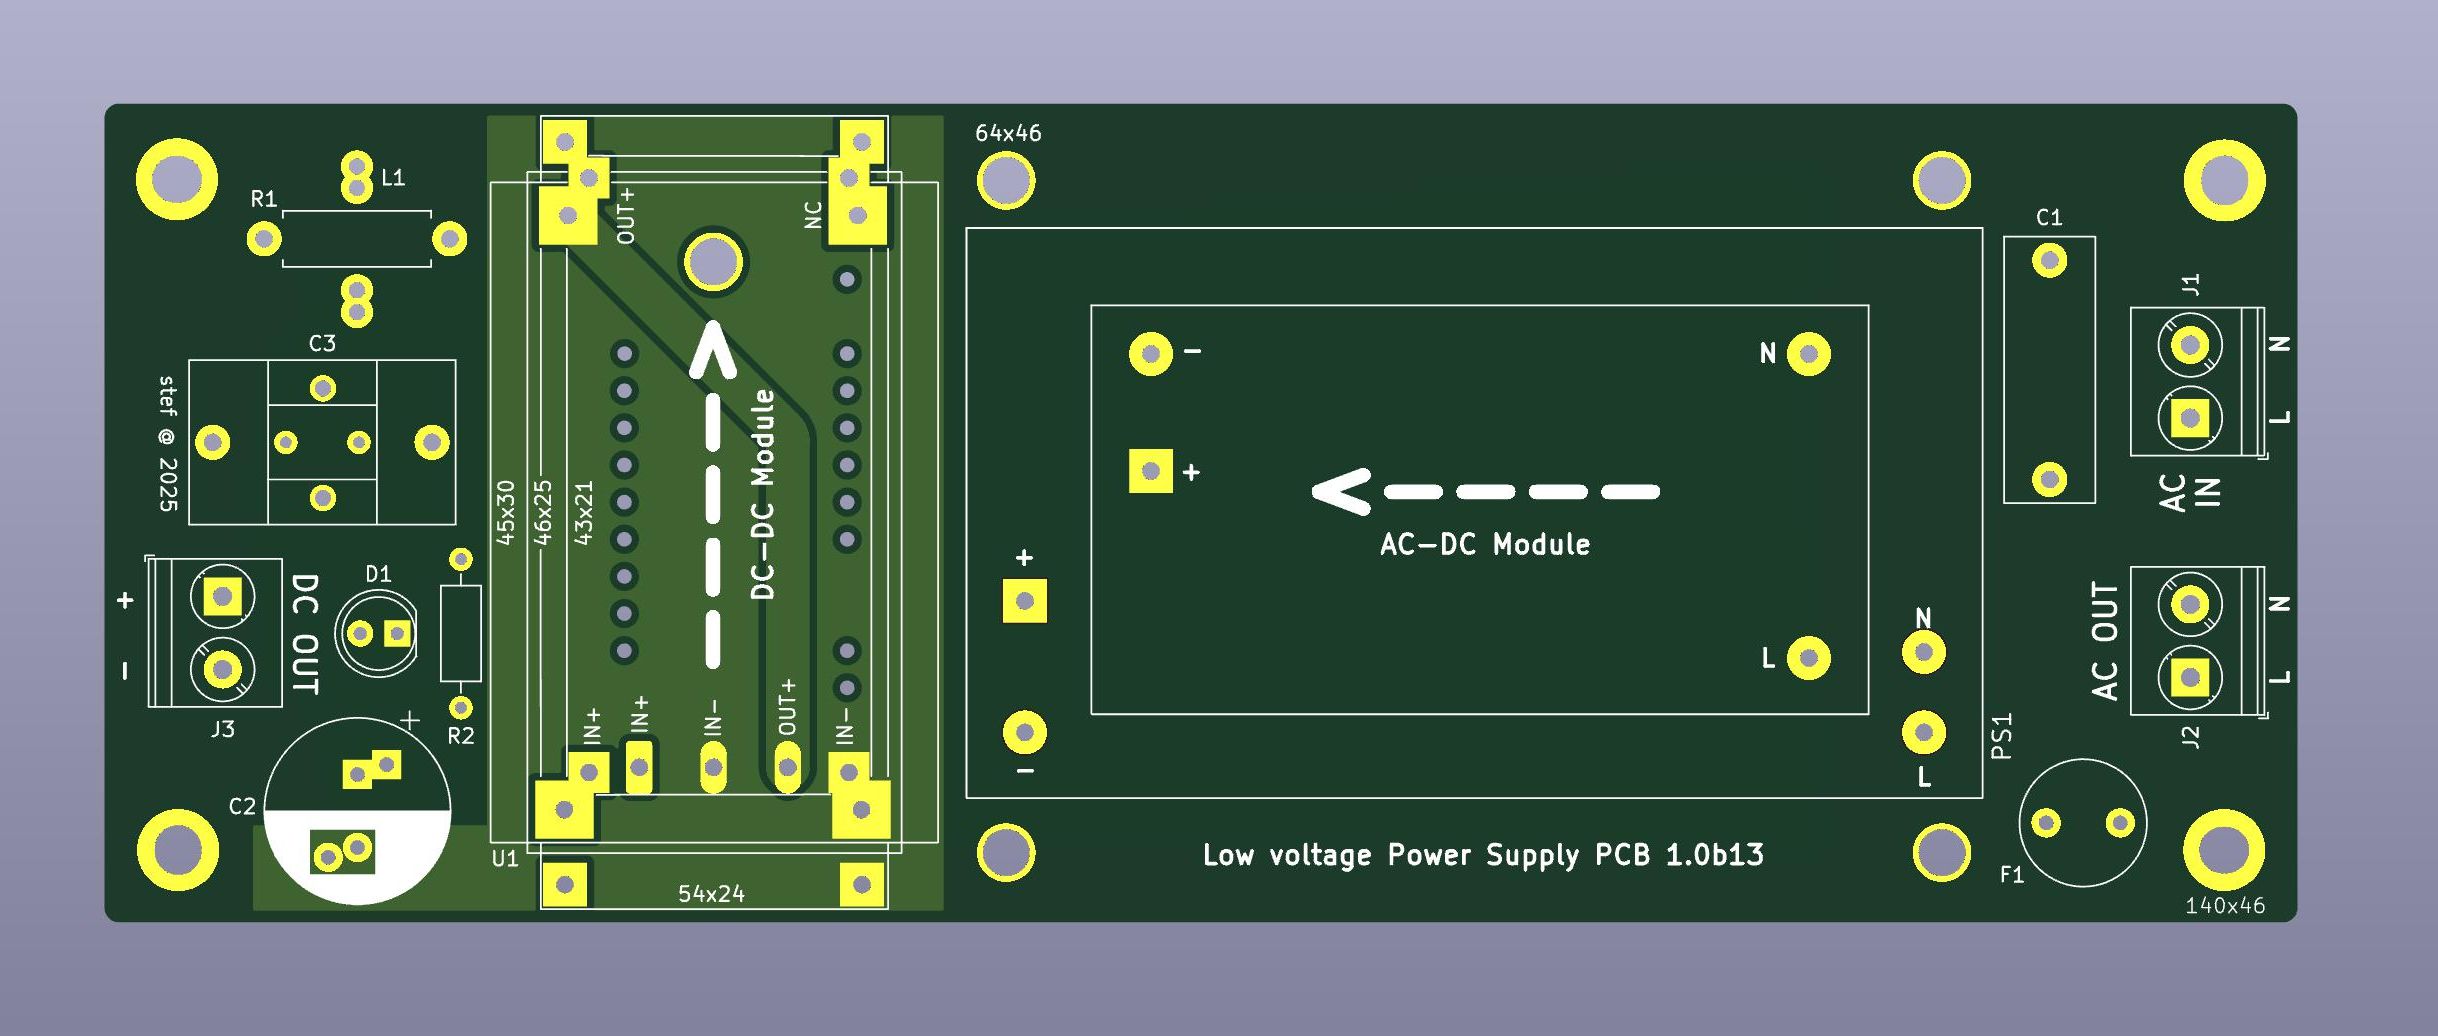 64x46
L1
R1
OUT+
NC
C1
J1
N
L
AC
IN
C3
stef @ 2025
45x30
46x25
43x21
DC-DC Module
−
+
N
L
AC-DC Module
+
−
N
L
PS1
+
−
DC OUT
J3
D1
R2
+
C2
IN+
IN+
IN-
OUT+
IN-
U1
54x24
Low voltage Power Supply PCB 1.0b13
AC OUT
N
L
J2
F1
140x46